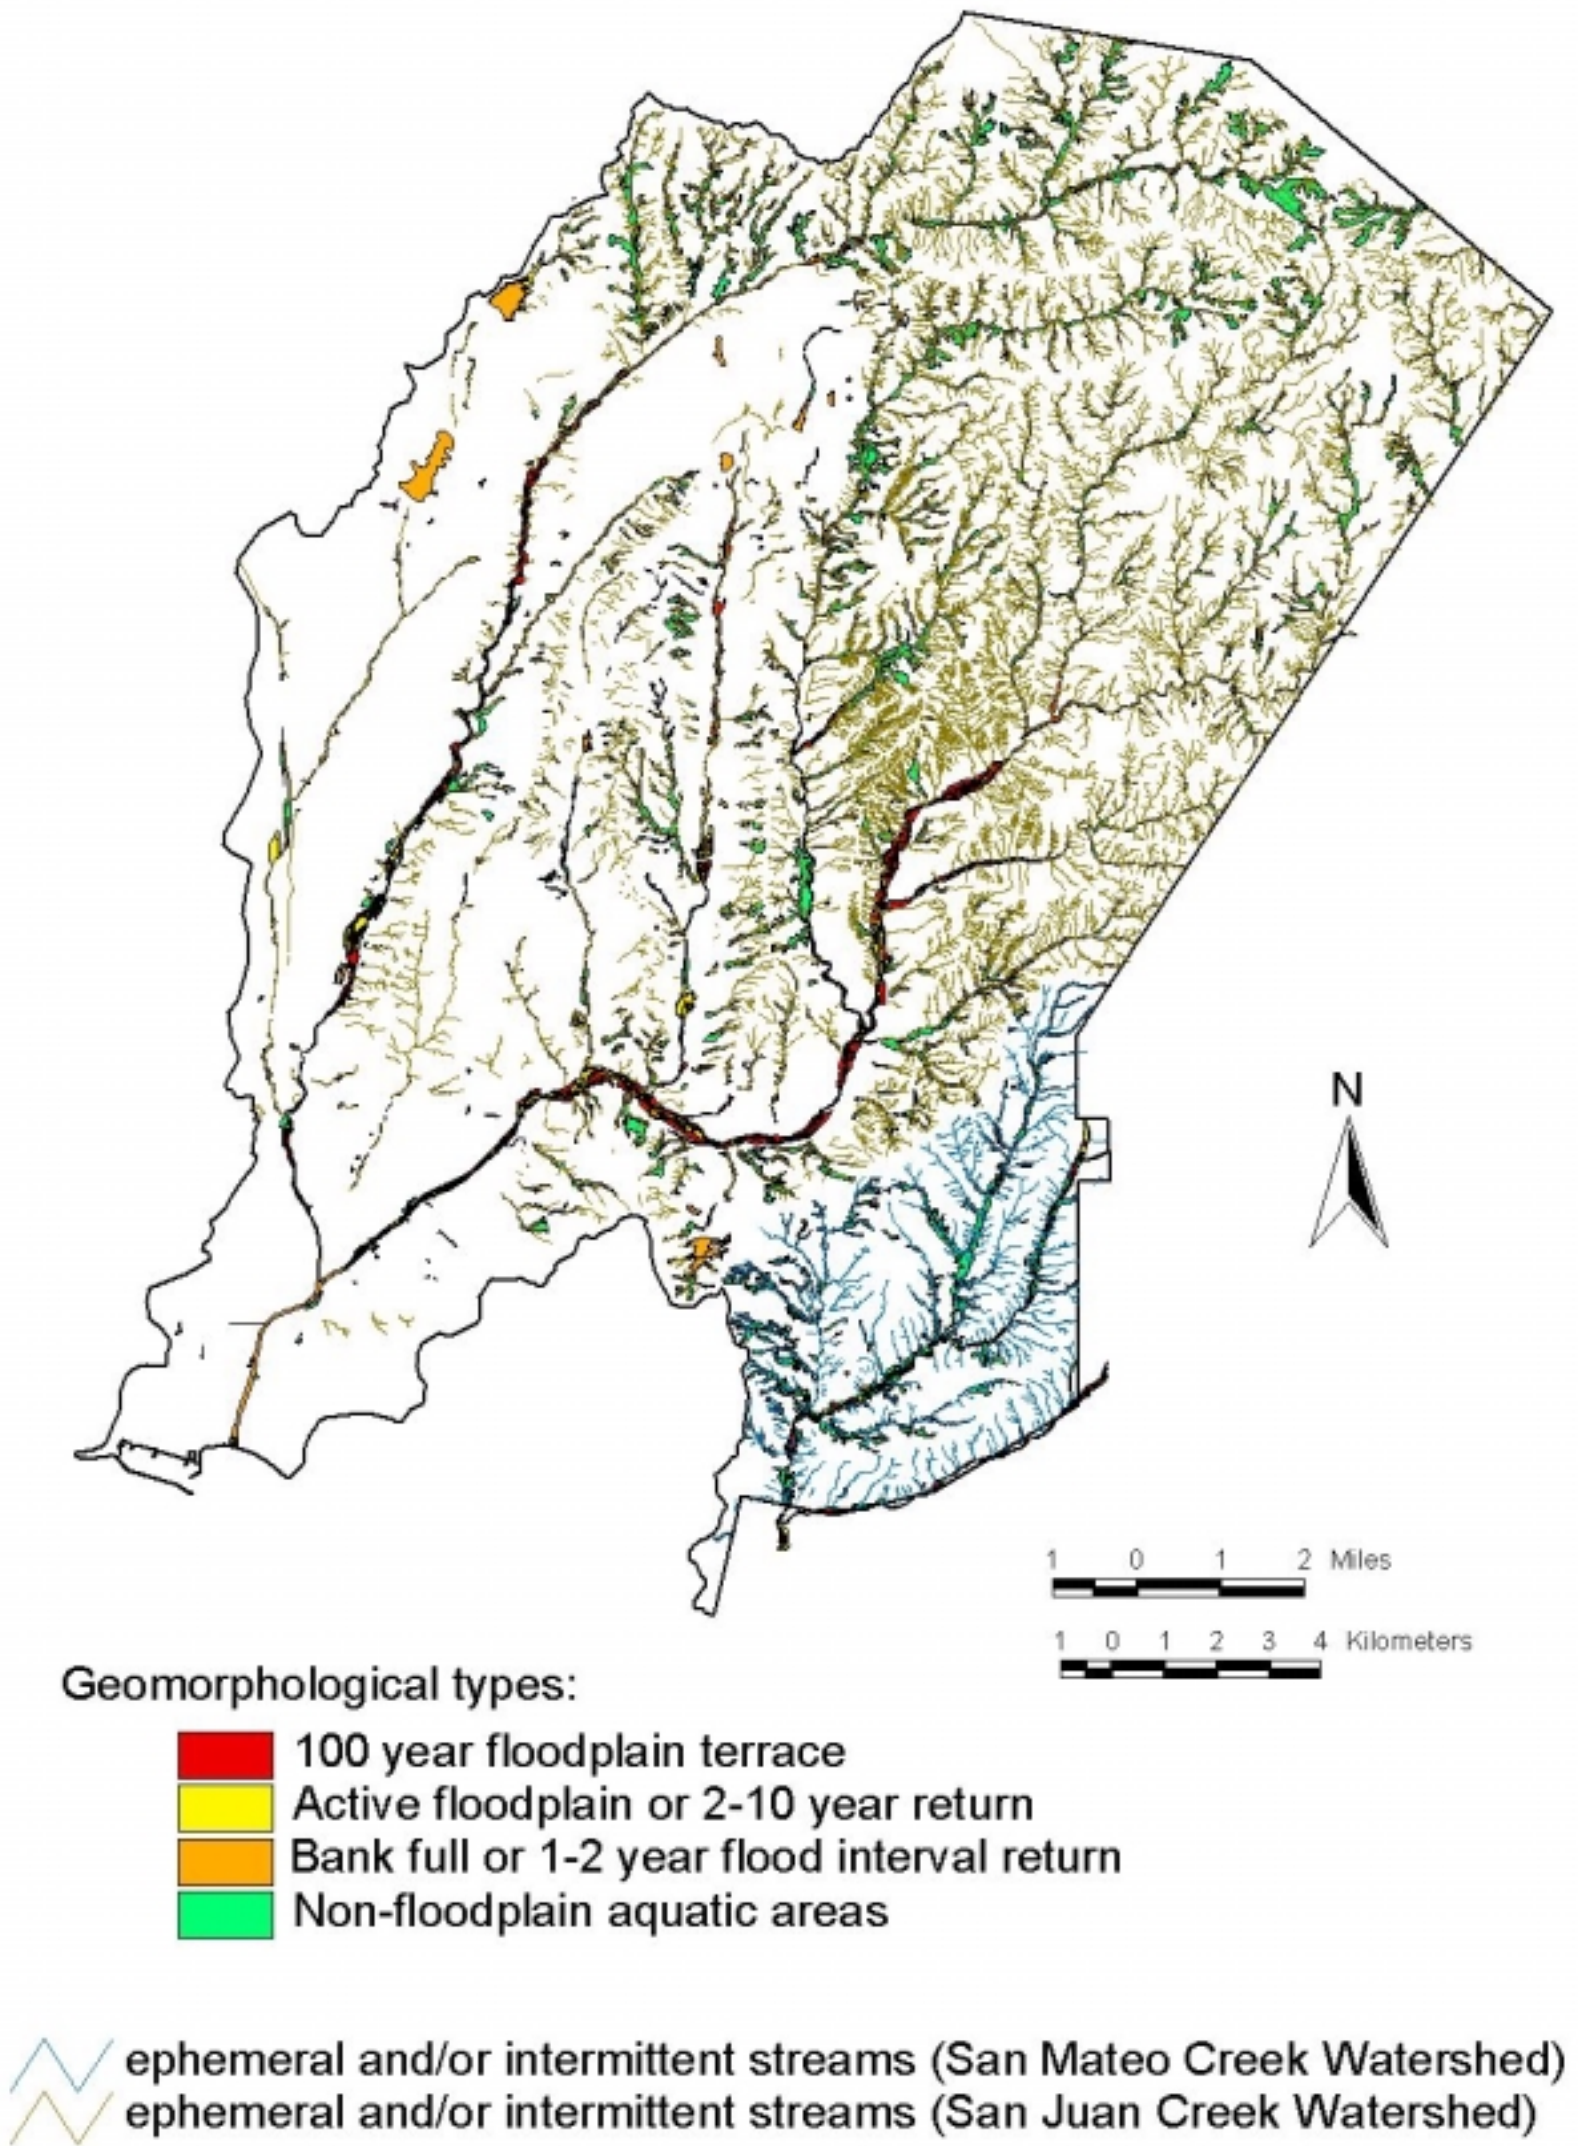 N
1 0 1 2 Miles
1 0 1 2 3 4 Kilometers
Geomorphological types:
100 year floodplain terrace
Active floodplain or 2-10 year return
Bank full or 1-2 year flood interval return
Non-floodplain aquatic areas
ephemeral and/or intermittent streams (San Mateo Creek Watershed)
ephemeral and/or intermittent streams (San Juan Creek Watershed)